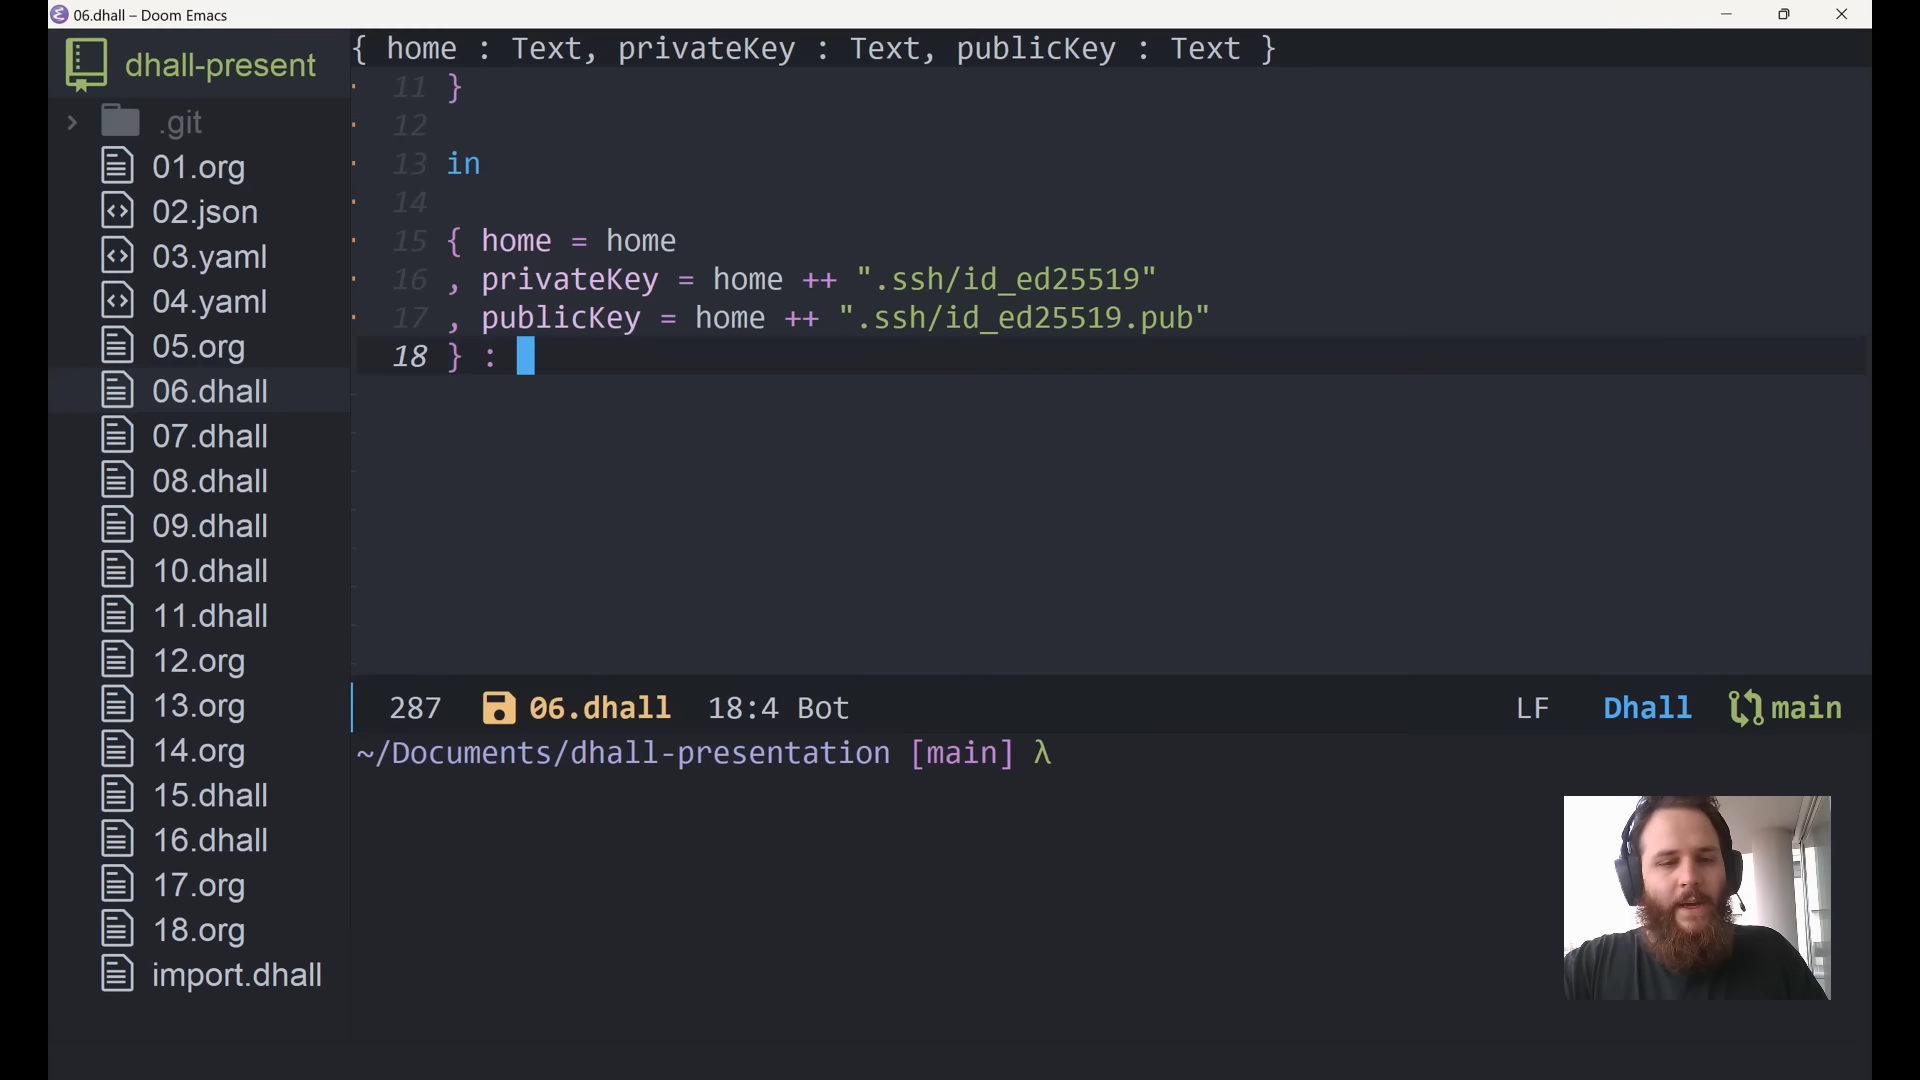 06.dhall – Doom Emacs
dhall-present
.git
01.org
02.json
03.yaml
04.yaml
05.org
06.dhall
07.dhall
08.dhall
09.dhall
10.dhall
11.dhall
12.org
13.org
14.org
15.dhall
16.dhall
17.org
18.org
import.dhall
{ home : Text, privateKey : Text, publicKey : Text }
11 }
12
13 in
14
15 { home = home
16 , privateKey = home ++ ".ssh/id_ed25519"
17 , publicKey = home ++ ".ssh/id_ed25519.pub"
18 } :
287 06.dhall 18:4 Bot LF Dhall main
~/Documents/dhall-presentation [main] λ